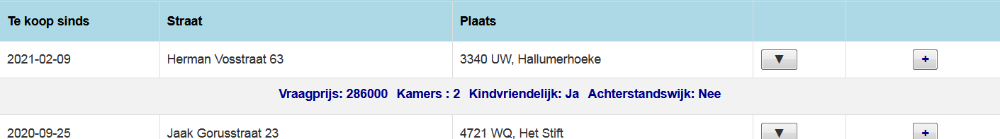 Te koop sinds Straat Plaats
2021-02-09 Herman Vosstraat 63 3340 UW, Hallumerhoeke ▼ +
Vraagprijs: 286000 Kamers : 2 Kindvriendelijk: Ja Achterstandswijk: Nee
2020-09-25 Jaak Gorusstraat 23 4721 WQ, Het Stift ▼ +